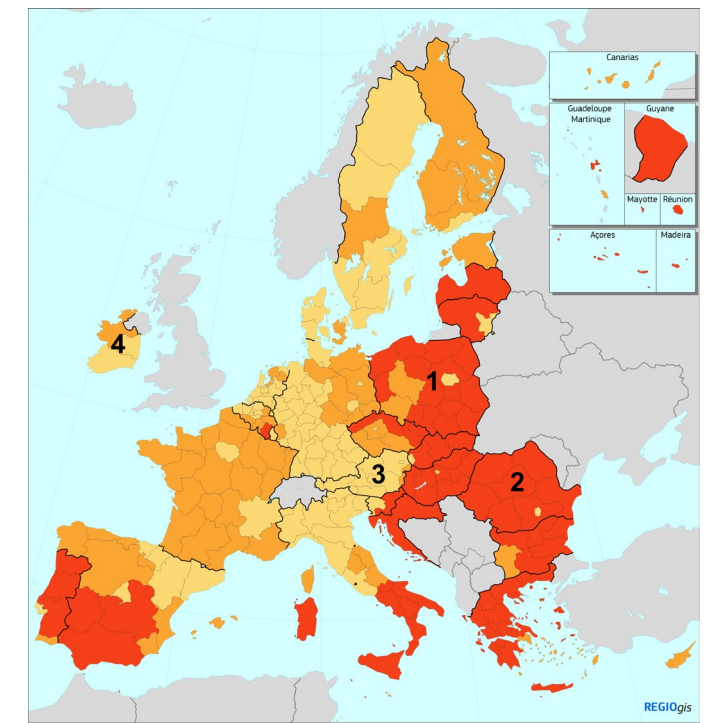 Canarias
Guadeloupe
Martinique
Guyane
Mayotte
Réunion
Açores
Madeira
4
1
3
2
REGIOgis